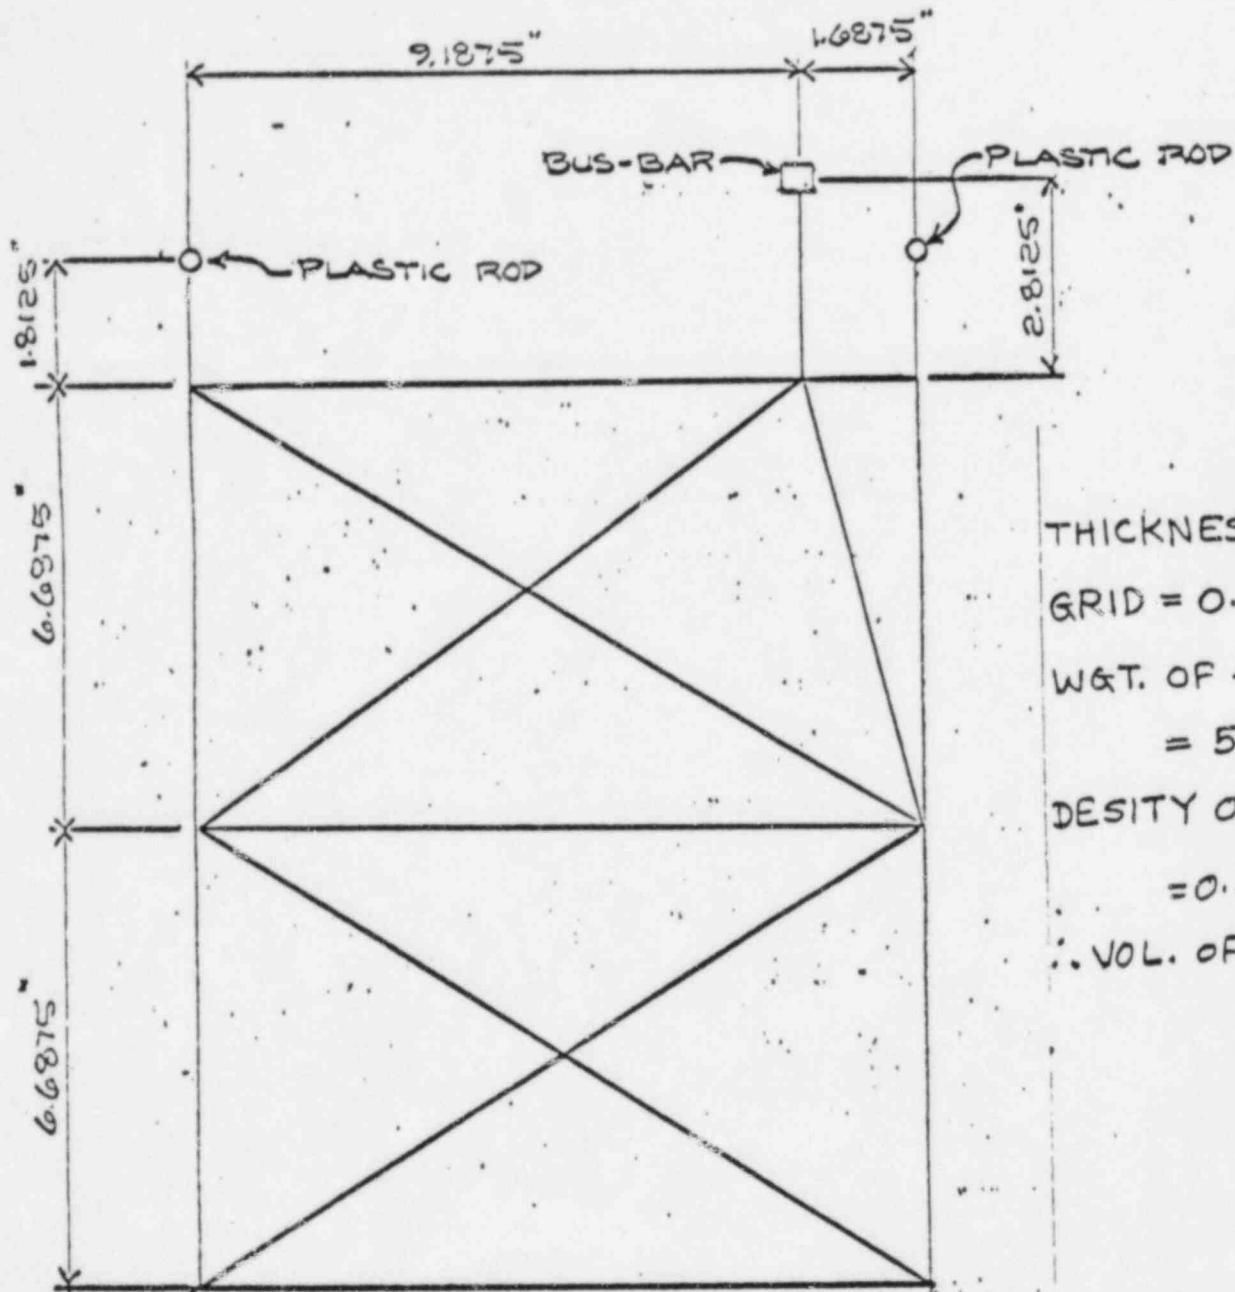 9.1875"
1.6875"
BUS-BAR
PLASTIC ROD
PLASTIC ROD
1.8125"
2.8125"
6.6875"
6.6875"
THICKNES
GRID = 0.
WGT. OF
= 5
DESITY O
= 0.
∴ VOL. OF